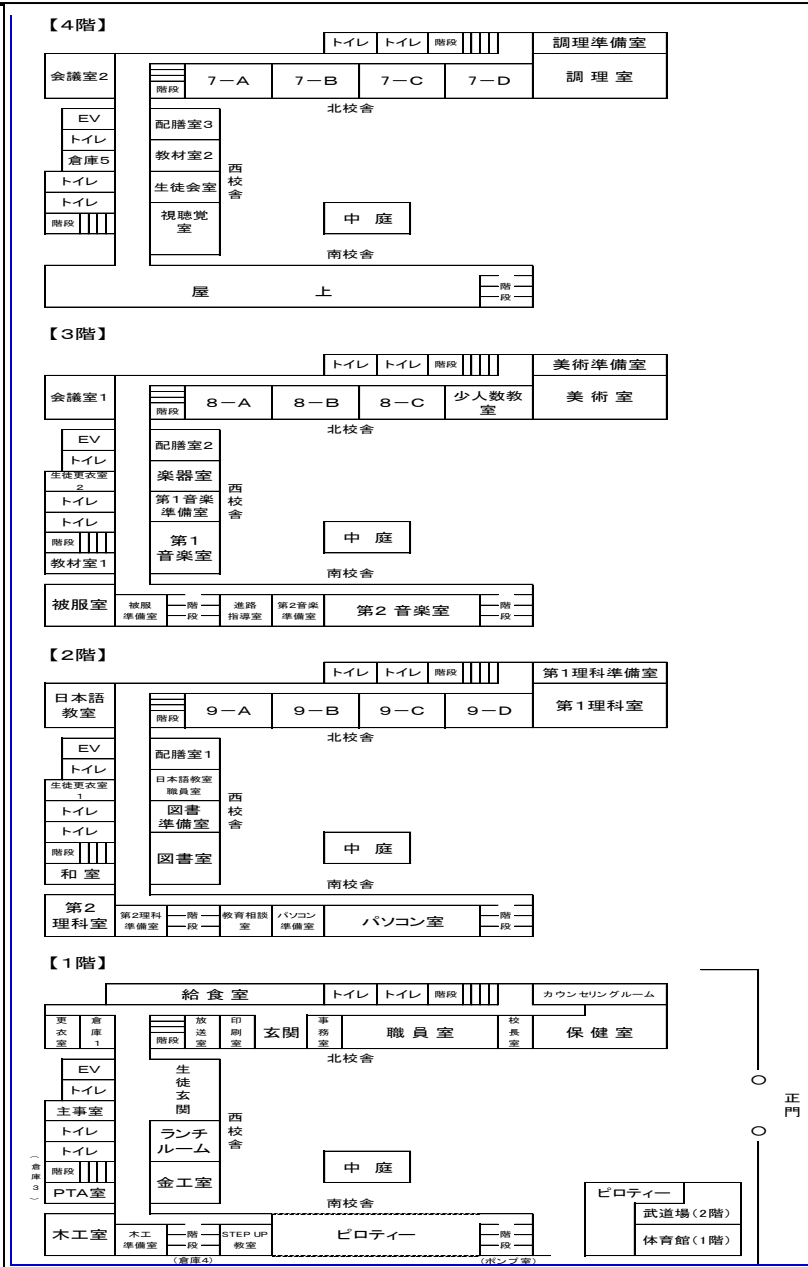 【4階】
トイレ トイレ 階段 調理準備室
会議室2 階段 7-A 7-B 7-C 7-D 調理室
北校舎
EV 配膳室3
トイレ 教材室2
倉庫5
西校舎
トイレ 生徒会室
トイレ 視聴覚室
階段 中庭
南校舎
屋上 階段
【3階】
トイレ トイレ 階段 美術準備室
会議室1 階段 8-A 8-B 8-C 少人数教室 美術室
北校舎
EV 配膳室2
トイレ 楽器室
生徒更衣室2
西校舎
トイレ 第1音楽準備室
トイレ 第1音楽室
階段 中庭
教材室1 南校舎
被服室 被服準備室 階段 進路指導室 第2音楽準備室 第2音楽室 階段
【2階】
トイレ トイレ 階段 第1理科準備室
日本語教室 階段 9-A 9-B 9-C 9-D 第1理科室
北校舎
EV 配膳室1
トイレ 日本語教室職員室
生徒更衣室1
西校舎
トイレ 図書準備室
トイレ 図書室
階段 中庭
和室 南校舎
第2理科室 第2理科準備室 階段 教育相談室 パソコン準備室 パソコン室 階段
【1階】
給食室 トイレ トイレ 階段 カウンセリングルーム
更衣室 倉庫1 階段 放送室 印刷室 玄関 事務室 職員室 校長室 保健室
北校舎
EV 生徒玄関
トイレ
主事室
西校舎
正門
トイレ ランチルーム
トイレ 金工室
階段 中庭
(倉庫3)
PTA室 南校舎
木工室 木工準備室 階段 STEP UP教室 ピロティー 階段
(倉庫4) (ポンプ室)
ピロティー
武道場(2階)
体育館(1階)